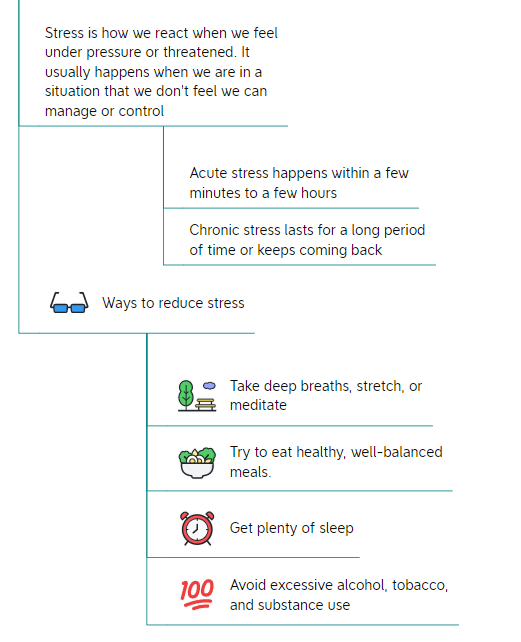 Stress is how we react when we feel
under pressure or threatened. It
usually happens when we are in a
situation that we don't feel we can
manage or control
Acute stress happens within a few
minutes to a few hours
Chronic stress lasts for a long period
of time or keeps coming back
Ways to reduce stress
Take deep breaths, stretch, or
meditate
Try to eat healthy, well-balanced
meals.
Get plenty of sleep
100
Avoid excessive alcohol, tobacco,
and substance use